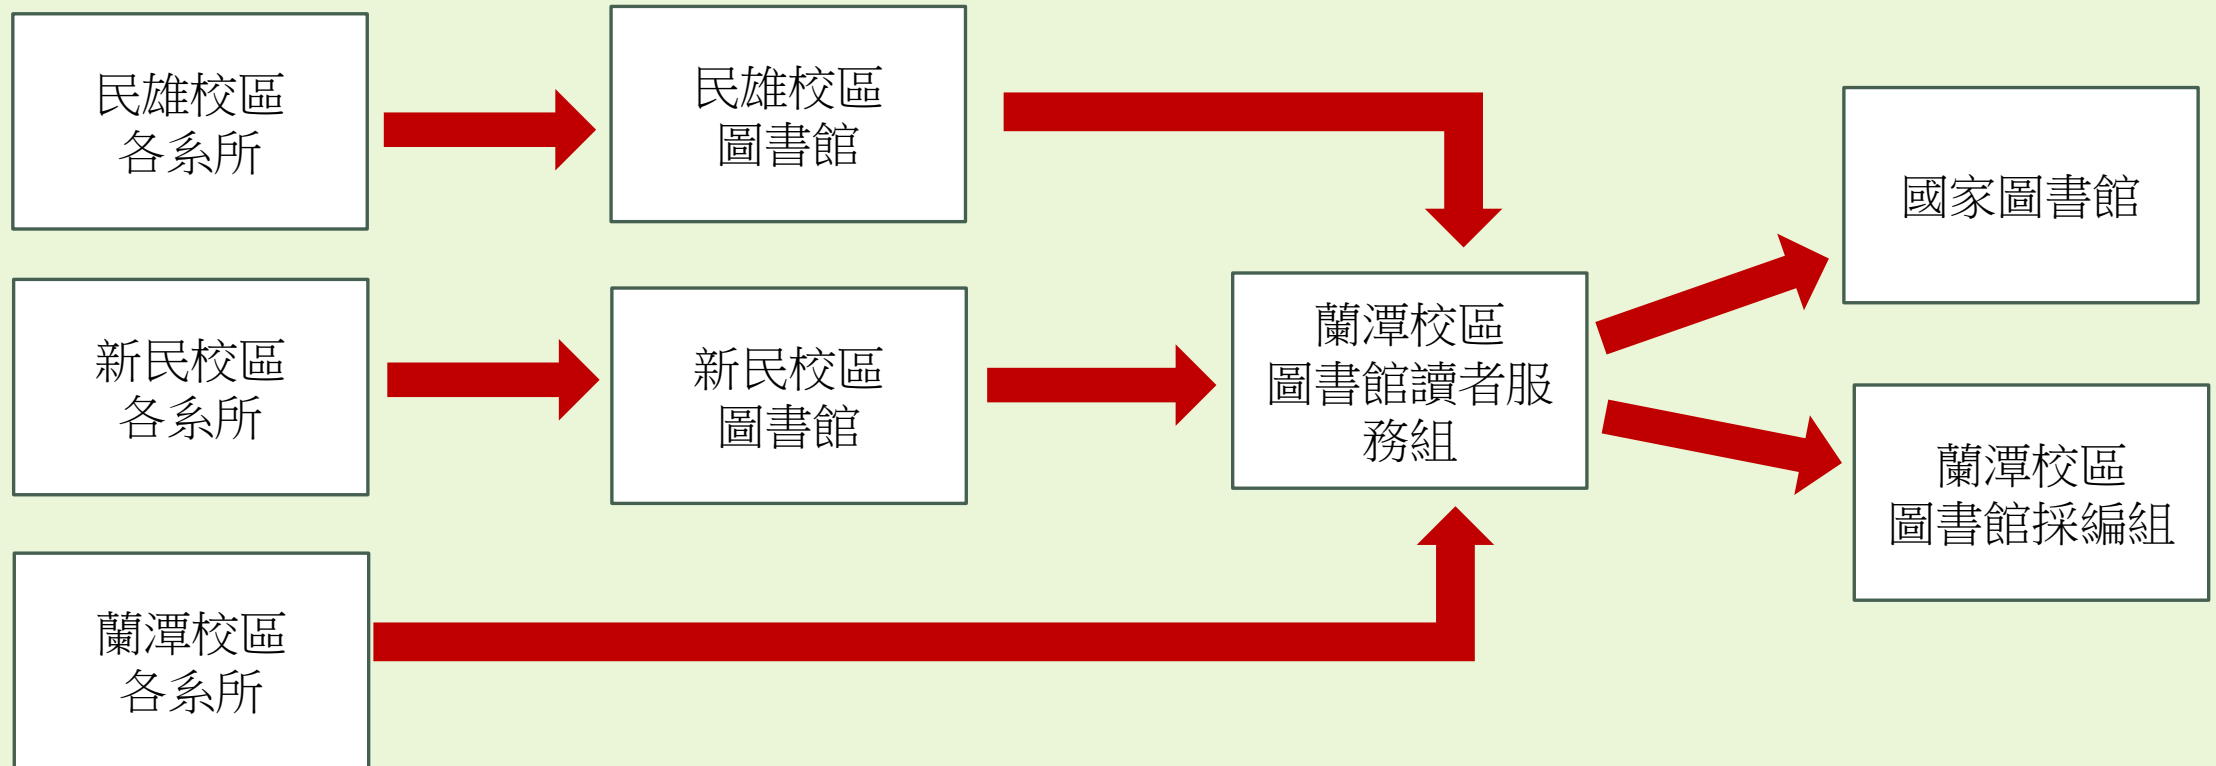 民雄校區
各系所
民雄校區
圖書館
國家圖書館
新民校區
各系所
新民校區
圖書館
蘭潭校區
圖書館讀者服
務組
蘭潭校區
圖書館採編組
蘭潭校區
各系所